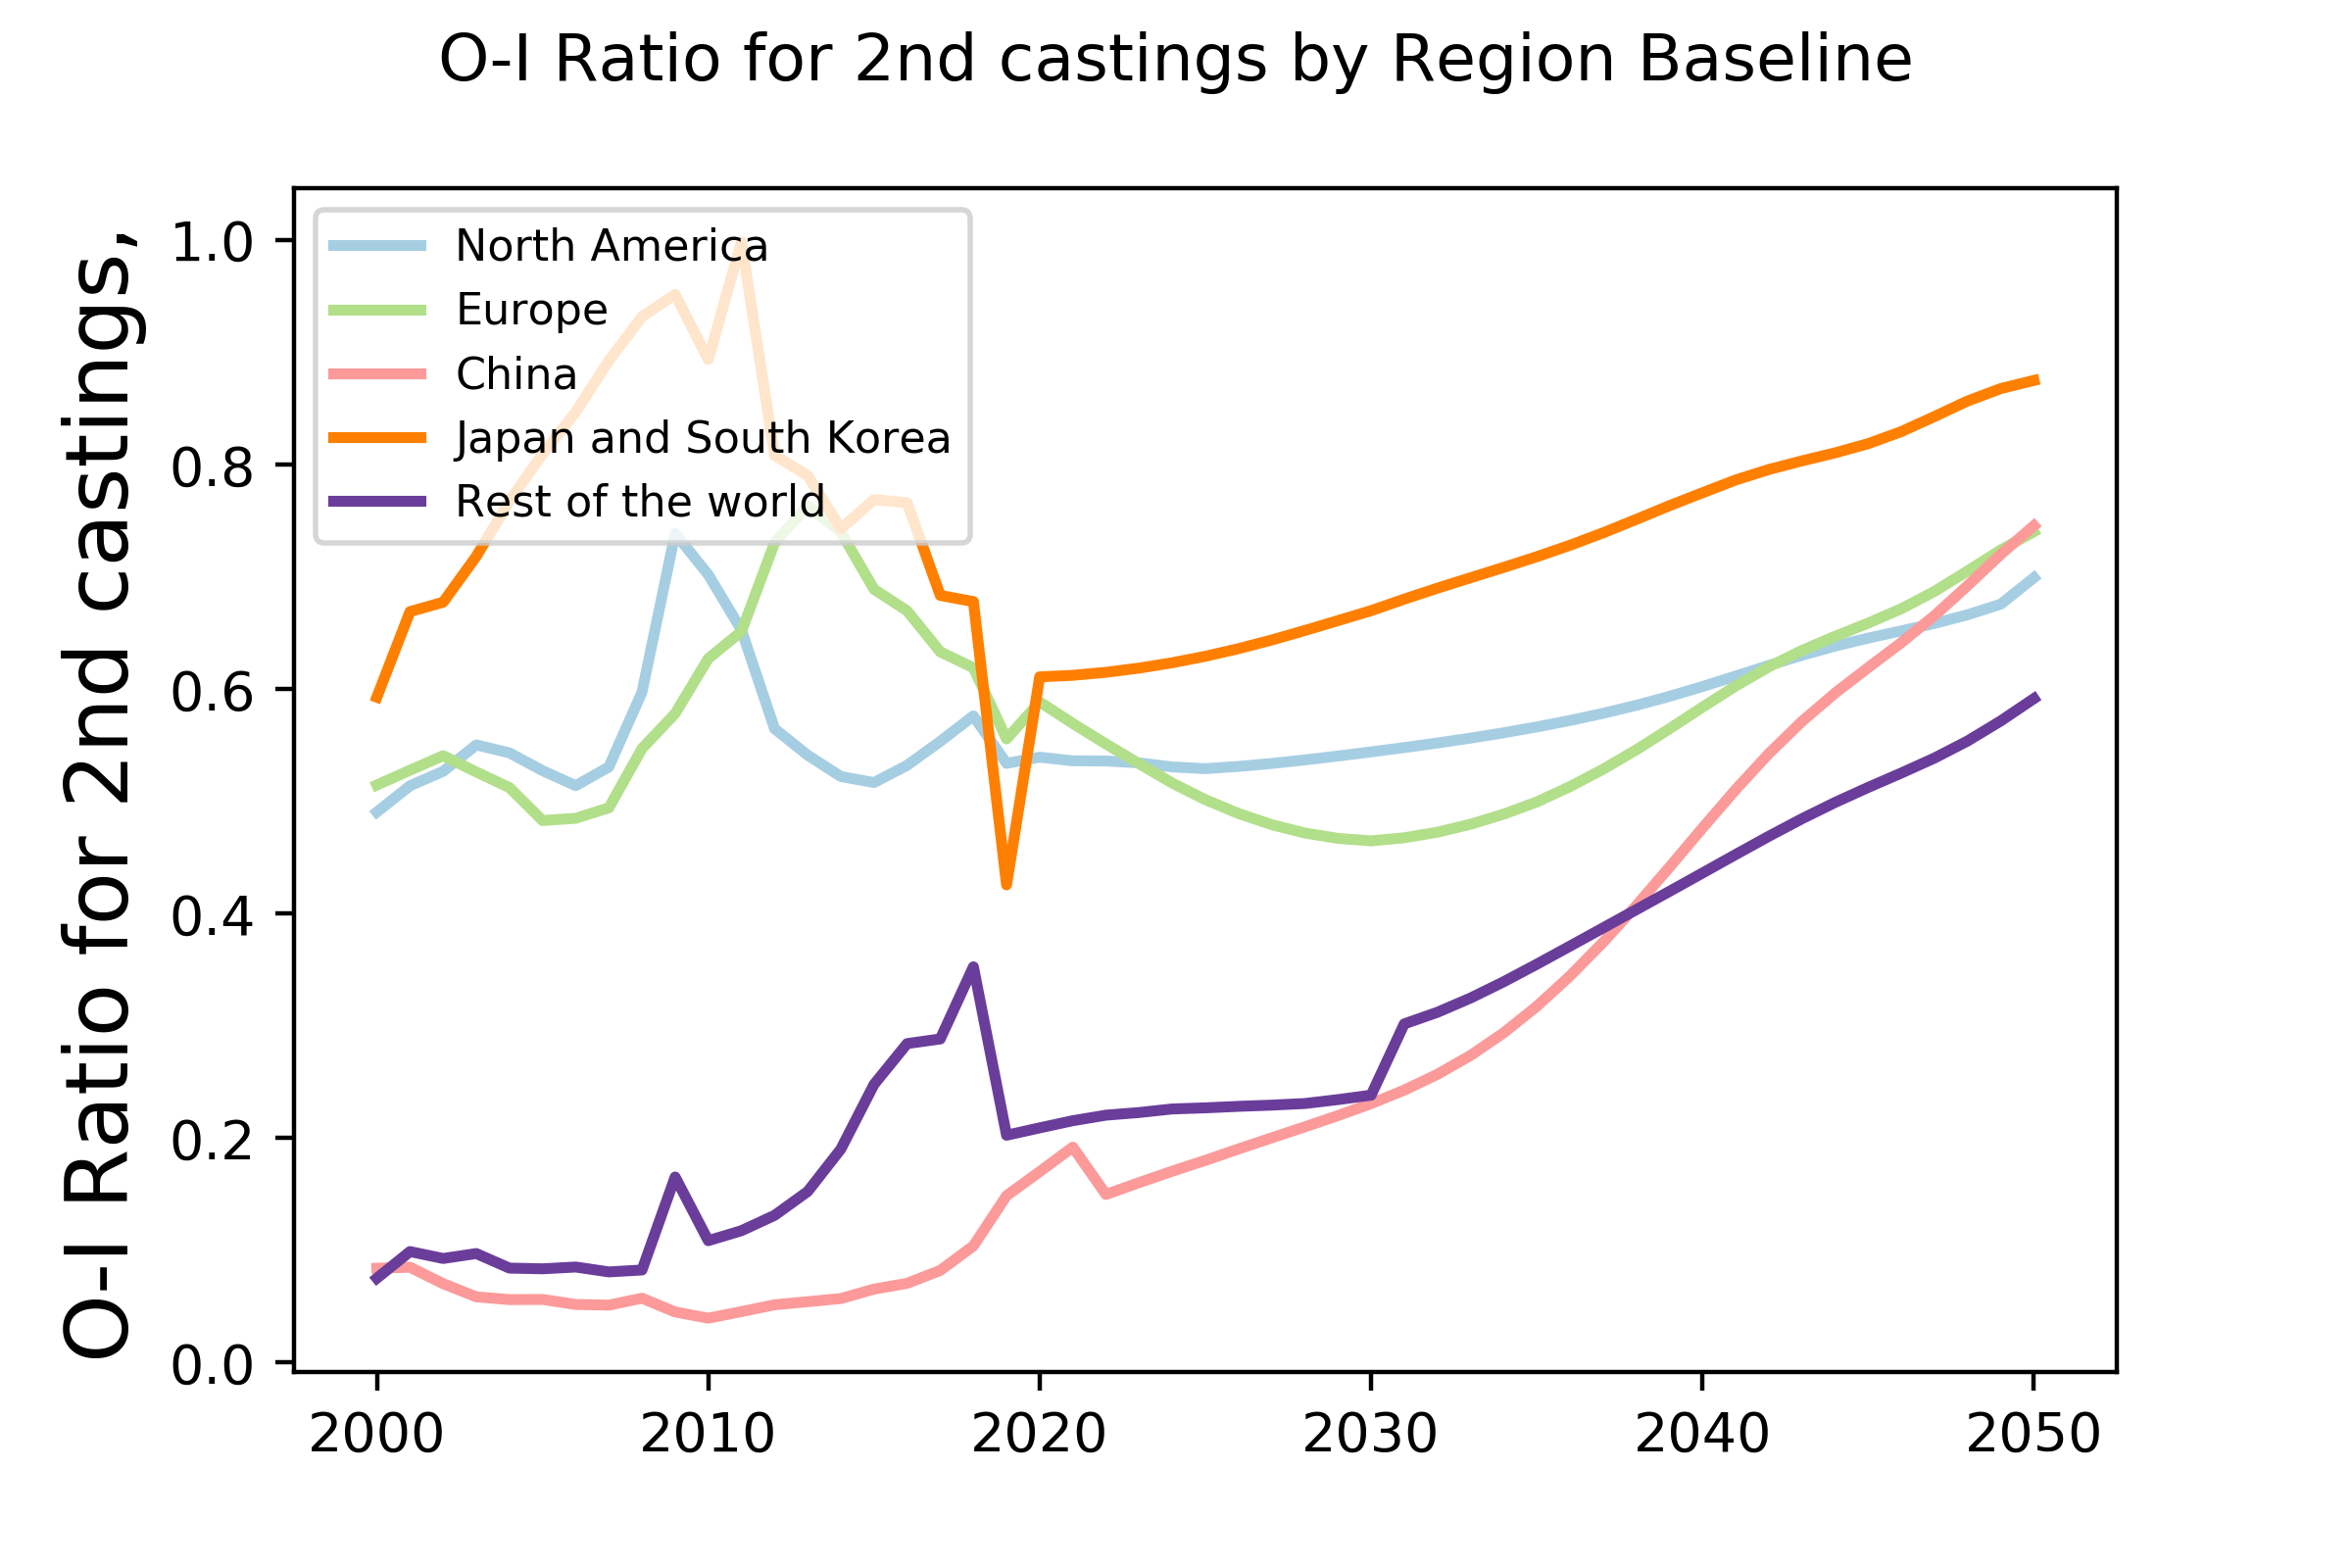 O-I Ratio for 2nd castings by Region Baseline
O-I Ratio for 2nd castings,
1.0
0.8
0.6
0.4
0.2
0.0
North America
Europe
China
Japan and South Korea
Rest of the world
2000
2010
2020
2030
2040
2050